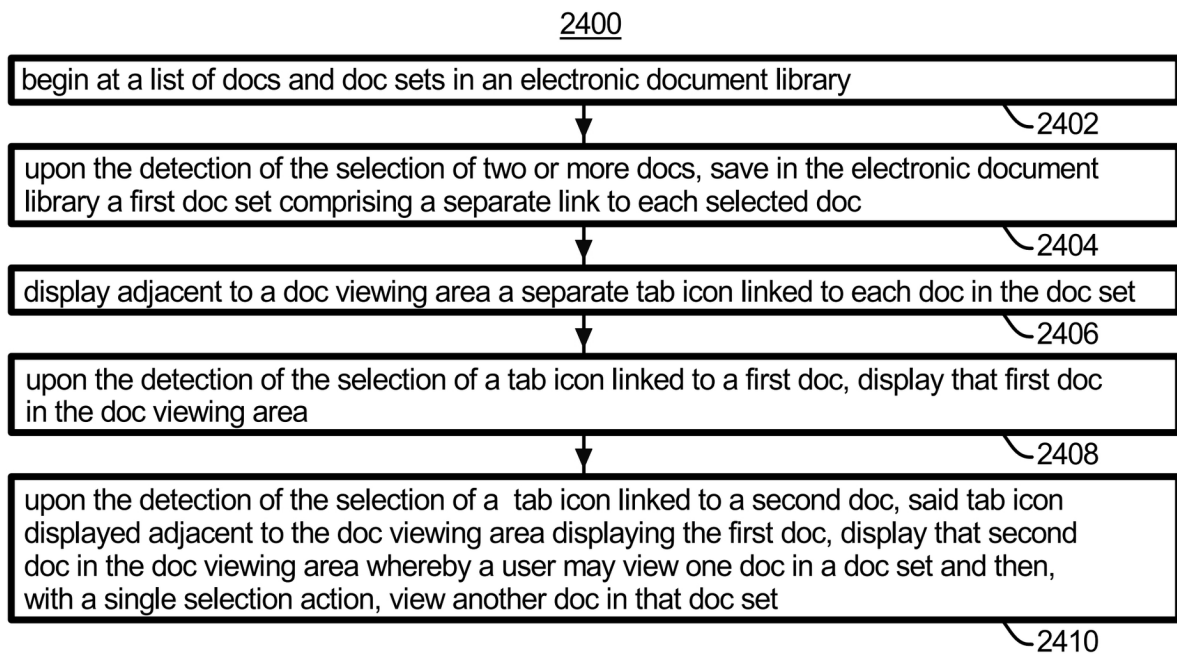 2400
begin at a list of docs and doc sets in an electronic document library
2402
upon the detection of the selection of two or more docs, save in the electronic document
library a first doc set comprising a separate link to each selected doc
2404
display adjacent to a doc viewing area a separate tab icon linked to each doc in the doc set
2406
upon the detection of the selection of a tab icon linked to a first doc, display that first doc
in the doc viewing area
2408
upon the detection of the selection of a tab icon linked to a second doc, said tab icon
displayed adjacent to the doc viewing area displaying the first doc, display that second
doc in the doc viewing area whereby a user may view one doc in a doc set and then,
with a single selection action, view another doc in that doc set
2410